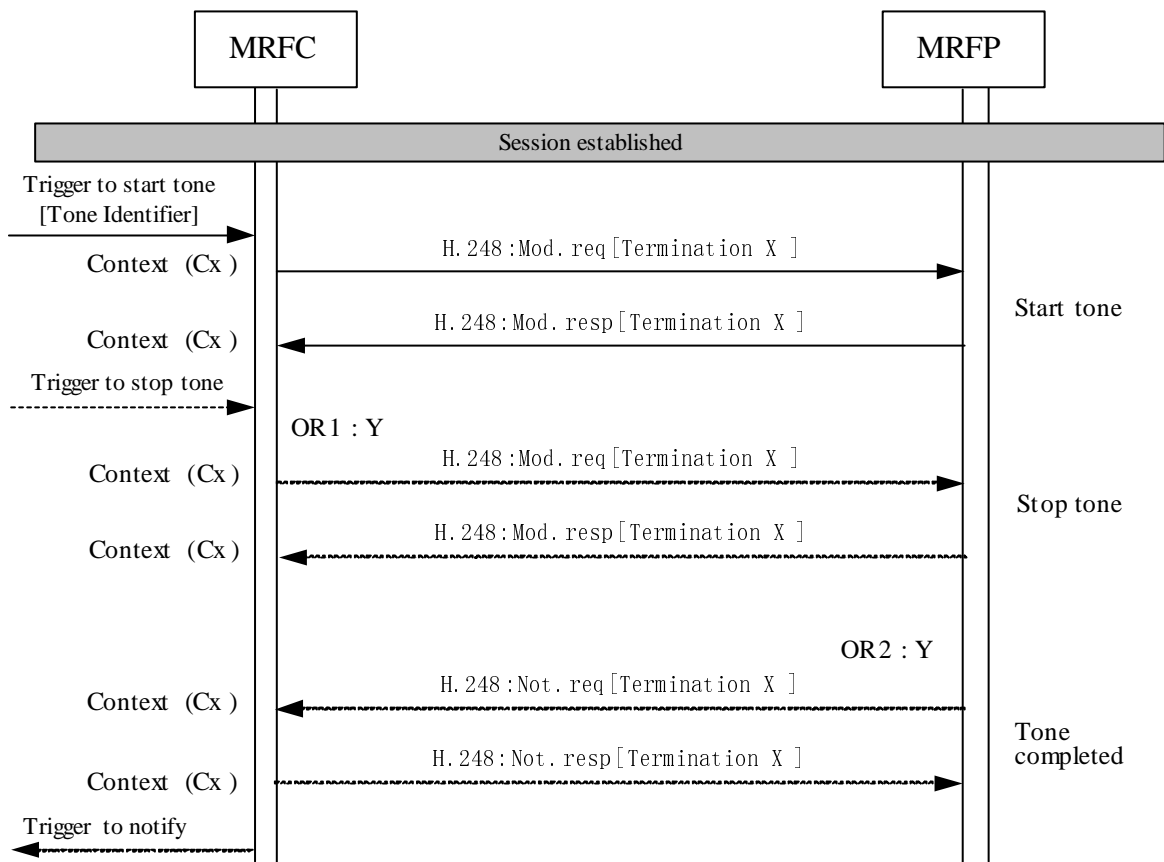 MRFC
MRFP
Session established
Trigger to start tone
[Tone Identifier]
Context (Cx )
H.248:Mod.req[Termination X ]
Start tone
Context (Cx )
H.248:Mod.resp[Termination X ]
Trigger to stop tone
OR1 : Y
Context (Cx )
H.248:Mod.req[Termination X ]
Stop tone
Context (Cx )
H.248:Mod.resp[Termination X ]
OR2 : Y
Context (Cx )
H.248:Not.req[Termination X ]
Tone
completed
Context (Cx )
H.248:Not.resp[Termination X ]
Trigger to notify